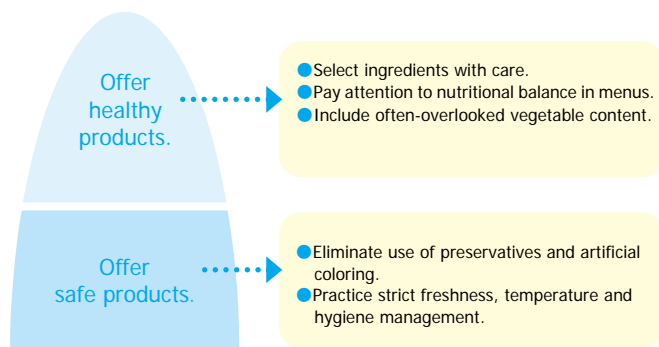 Offer
healthy
products.
●Select ingredients with care.
●Pay attention to nutritional balance in menus.
●Include often-overlooked vegetable content.
Offer
safe products.
●Eliminate use of preservatives and artificial
coloring.
●Practice strict freshness, temperature and
hygiene management.